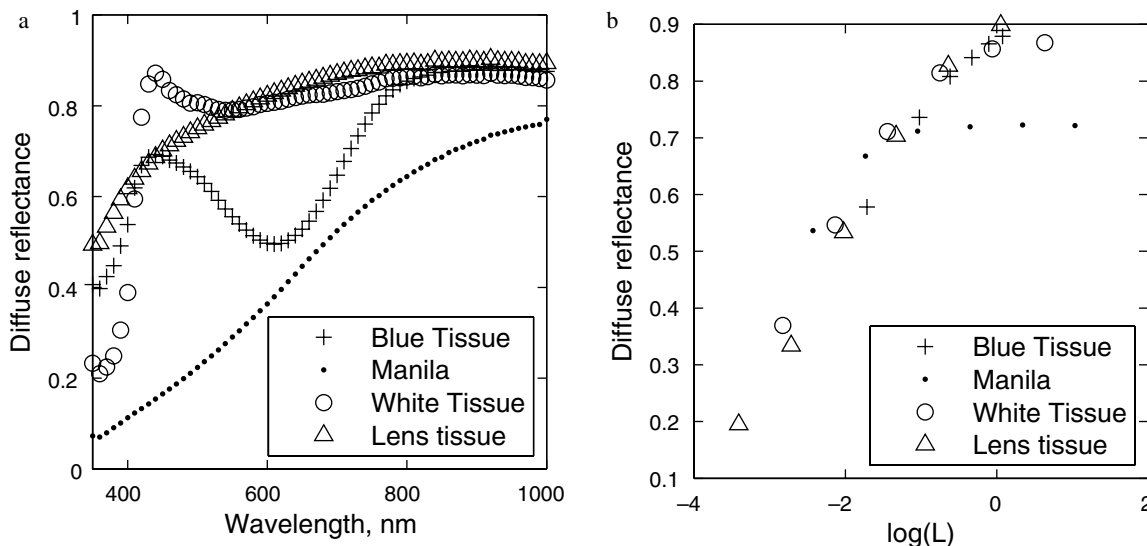 a
Diffuse reflectance
1
0.8
0.6
0.4
0.2
0
400
600
800
1000
Wavelength, nm
Blue Tissue
Manila
White Tissue
Lens tissue
b
Diffuse reflectance
0.9
0.8
0.7
0.6
0.5
0.4
0.3
0.2
0.1
−4
−2
0
2
log(L)
Blue Tissue
Manila
White Tissue
Lens tissue